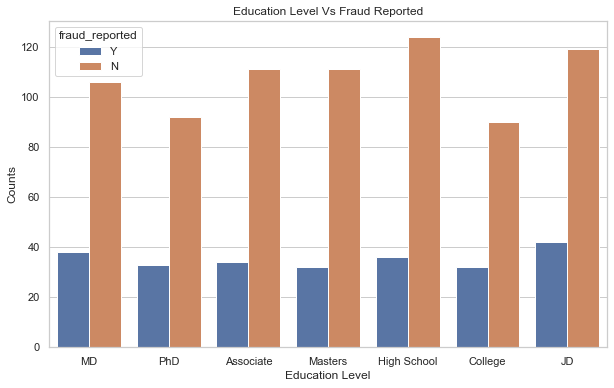 Education Level Vs Fraud Reported
fraud_reported
Y
N
120
100
80
60
40
20
0
Counts
MD PhD Associate Masters High School College JD
Education Level